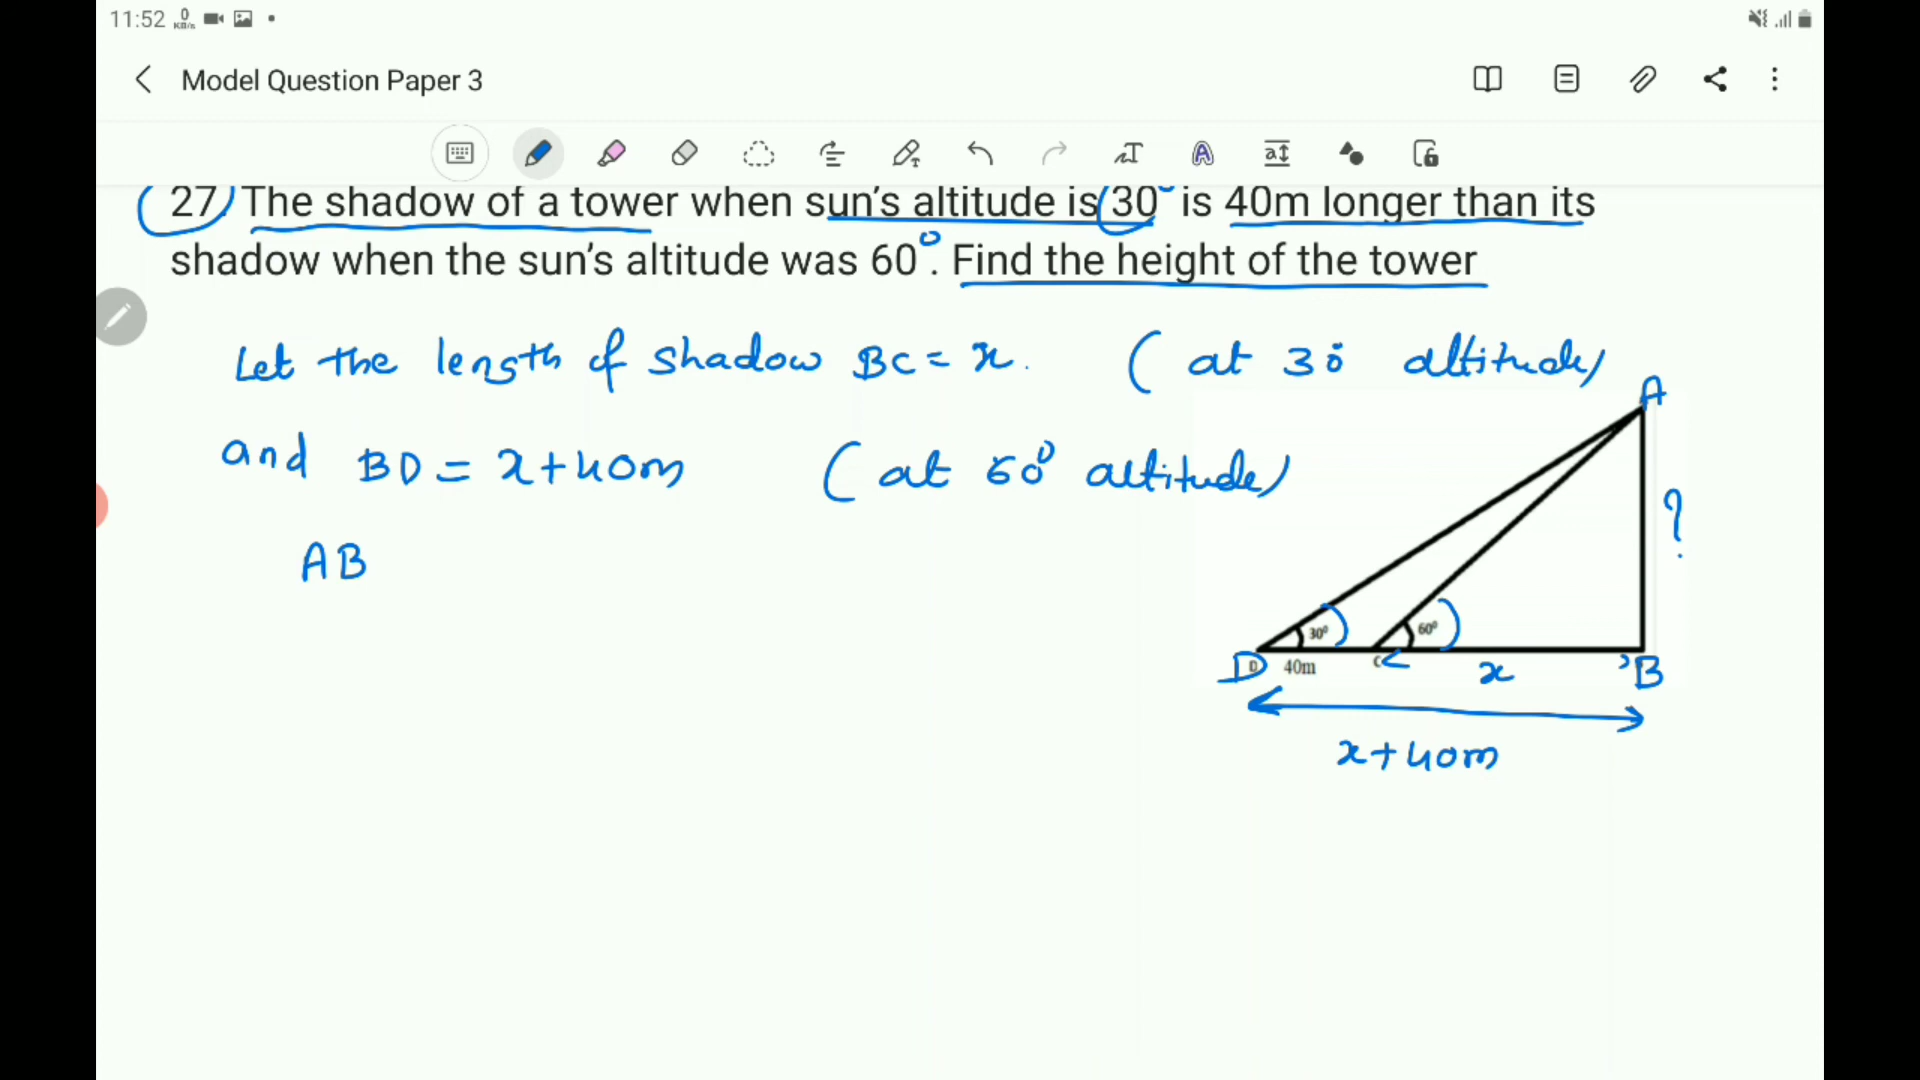 11:52 0 KB/s
Model Question Paper 3
27. The shadow of a tower when sun's altitude is 30° is 40m longer than its
shadow when the sun's altitude was 60°. Find the height of the tower
Let the length of shadow BC = x. ( at 30° altitude)
and BD = x+40m ( at 60° altitude)
AB
A
?
30°
60°
D D 40m C C x B
x+40m